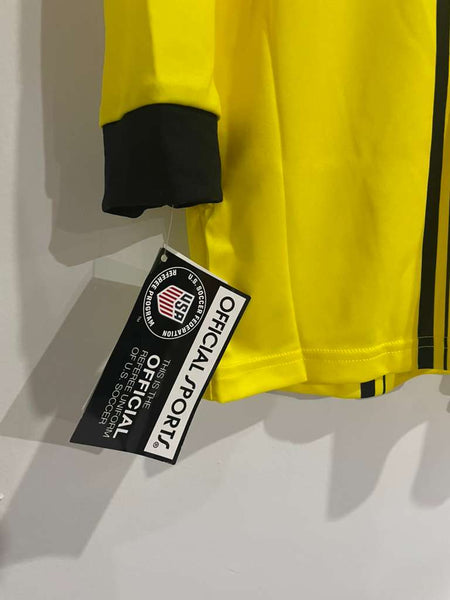 OFFICIAL SPORTS®
U.S. SOCCER FEDERATION
USA
REFEREE PROGRAM
THIS IS THE
OFFICIAL
REFEREE UNIFORM
OF U.S. SOCCER